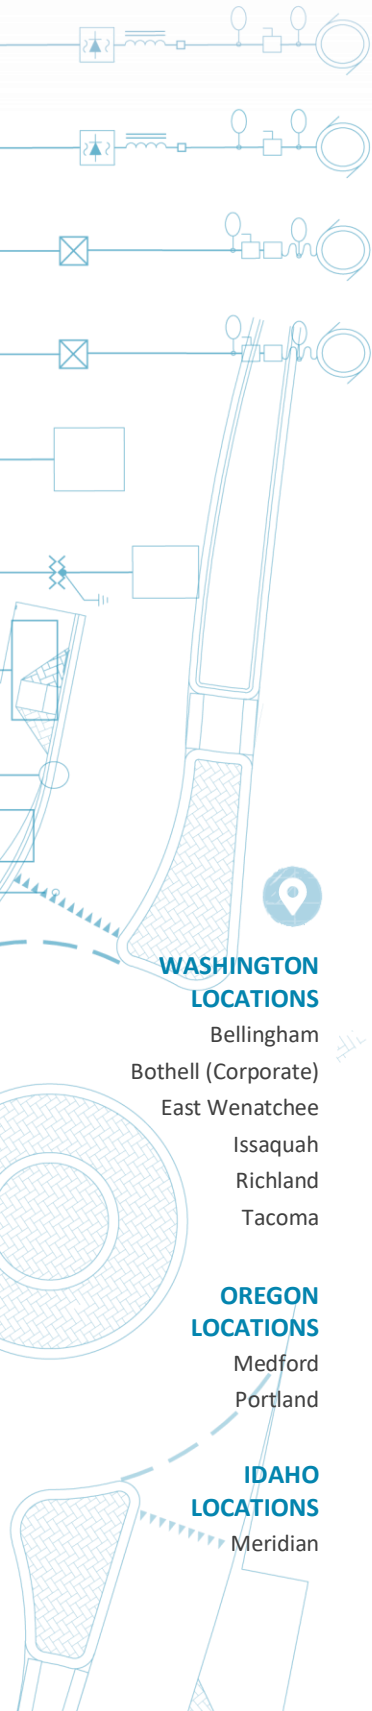 WASHINGTON
LOCATIONS
Bellingham
Bothell (Corporate)
East Wenatchee
Issaquah
Richland
Tacoma
OREGON
LOCATIONS
Medford
Portland
IDAHO
LOCATIONS
Meridian